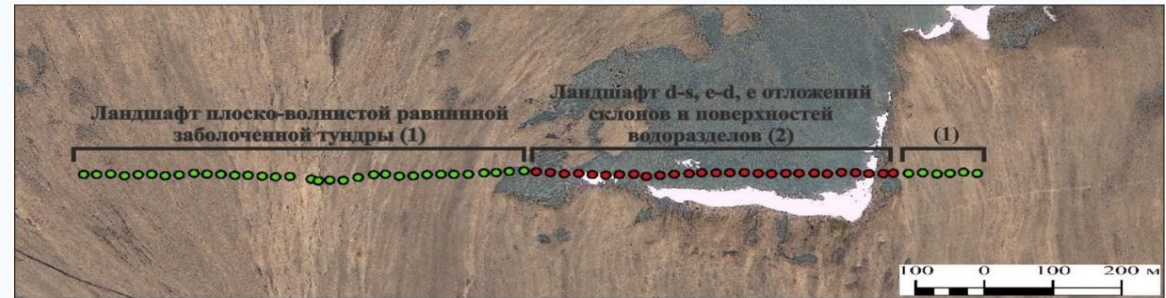 Ландшафт плоско-волнистой равнинной
заболоченной тундры (1)
Ландшафт d-s, e-d, e отложений
склонов и поверхностей
водоразделов (2)
(1)
100 0 100 200 м